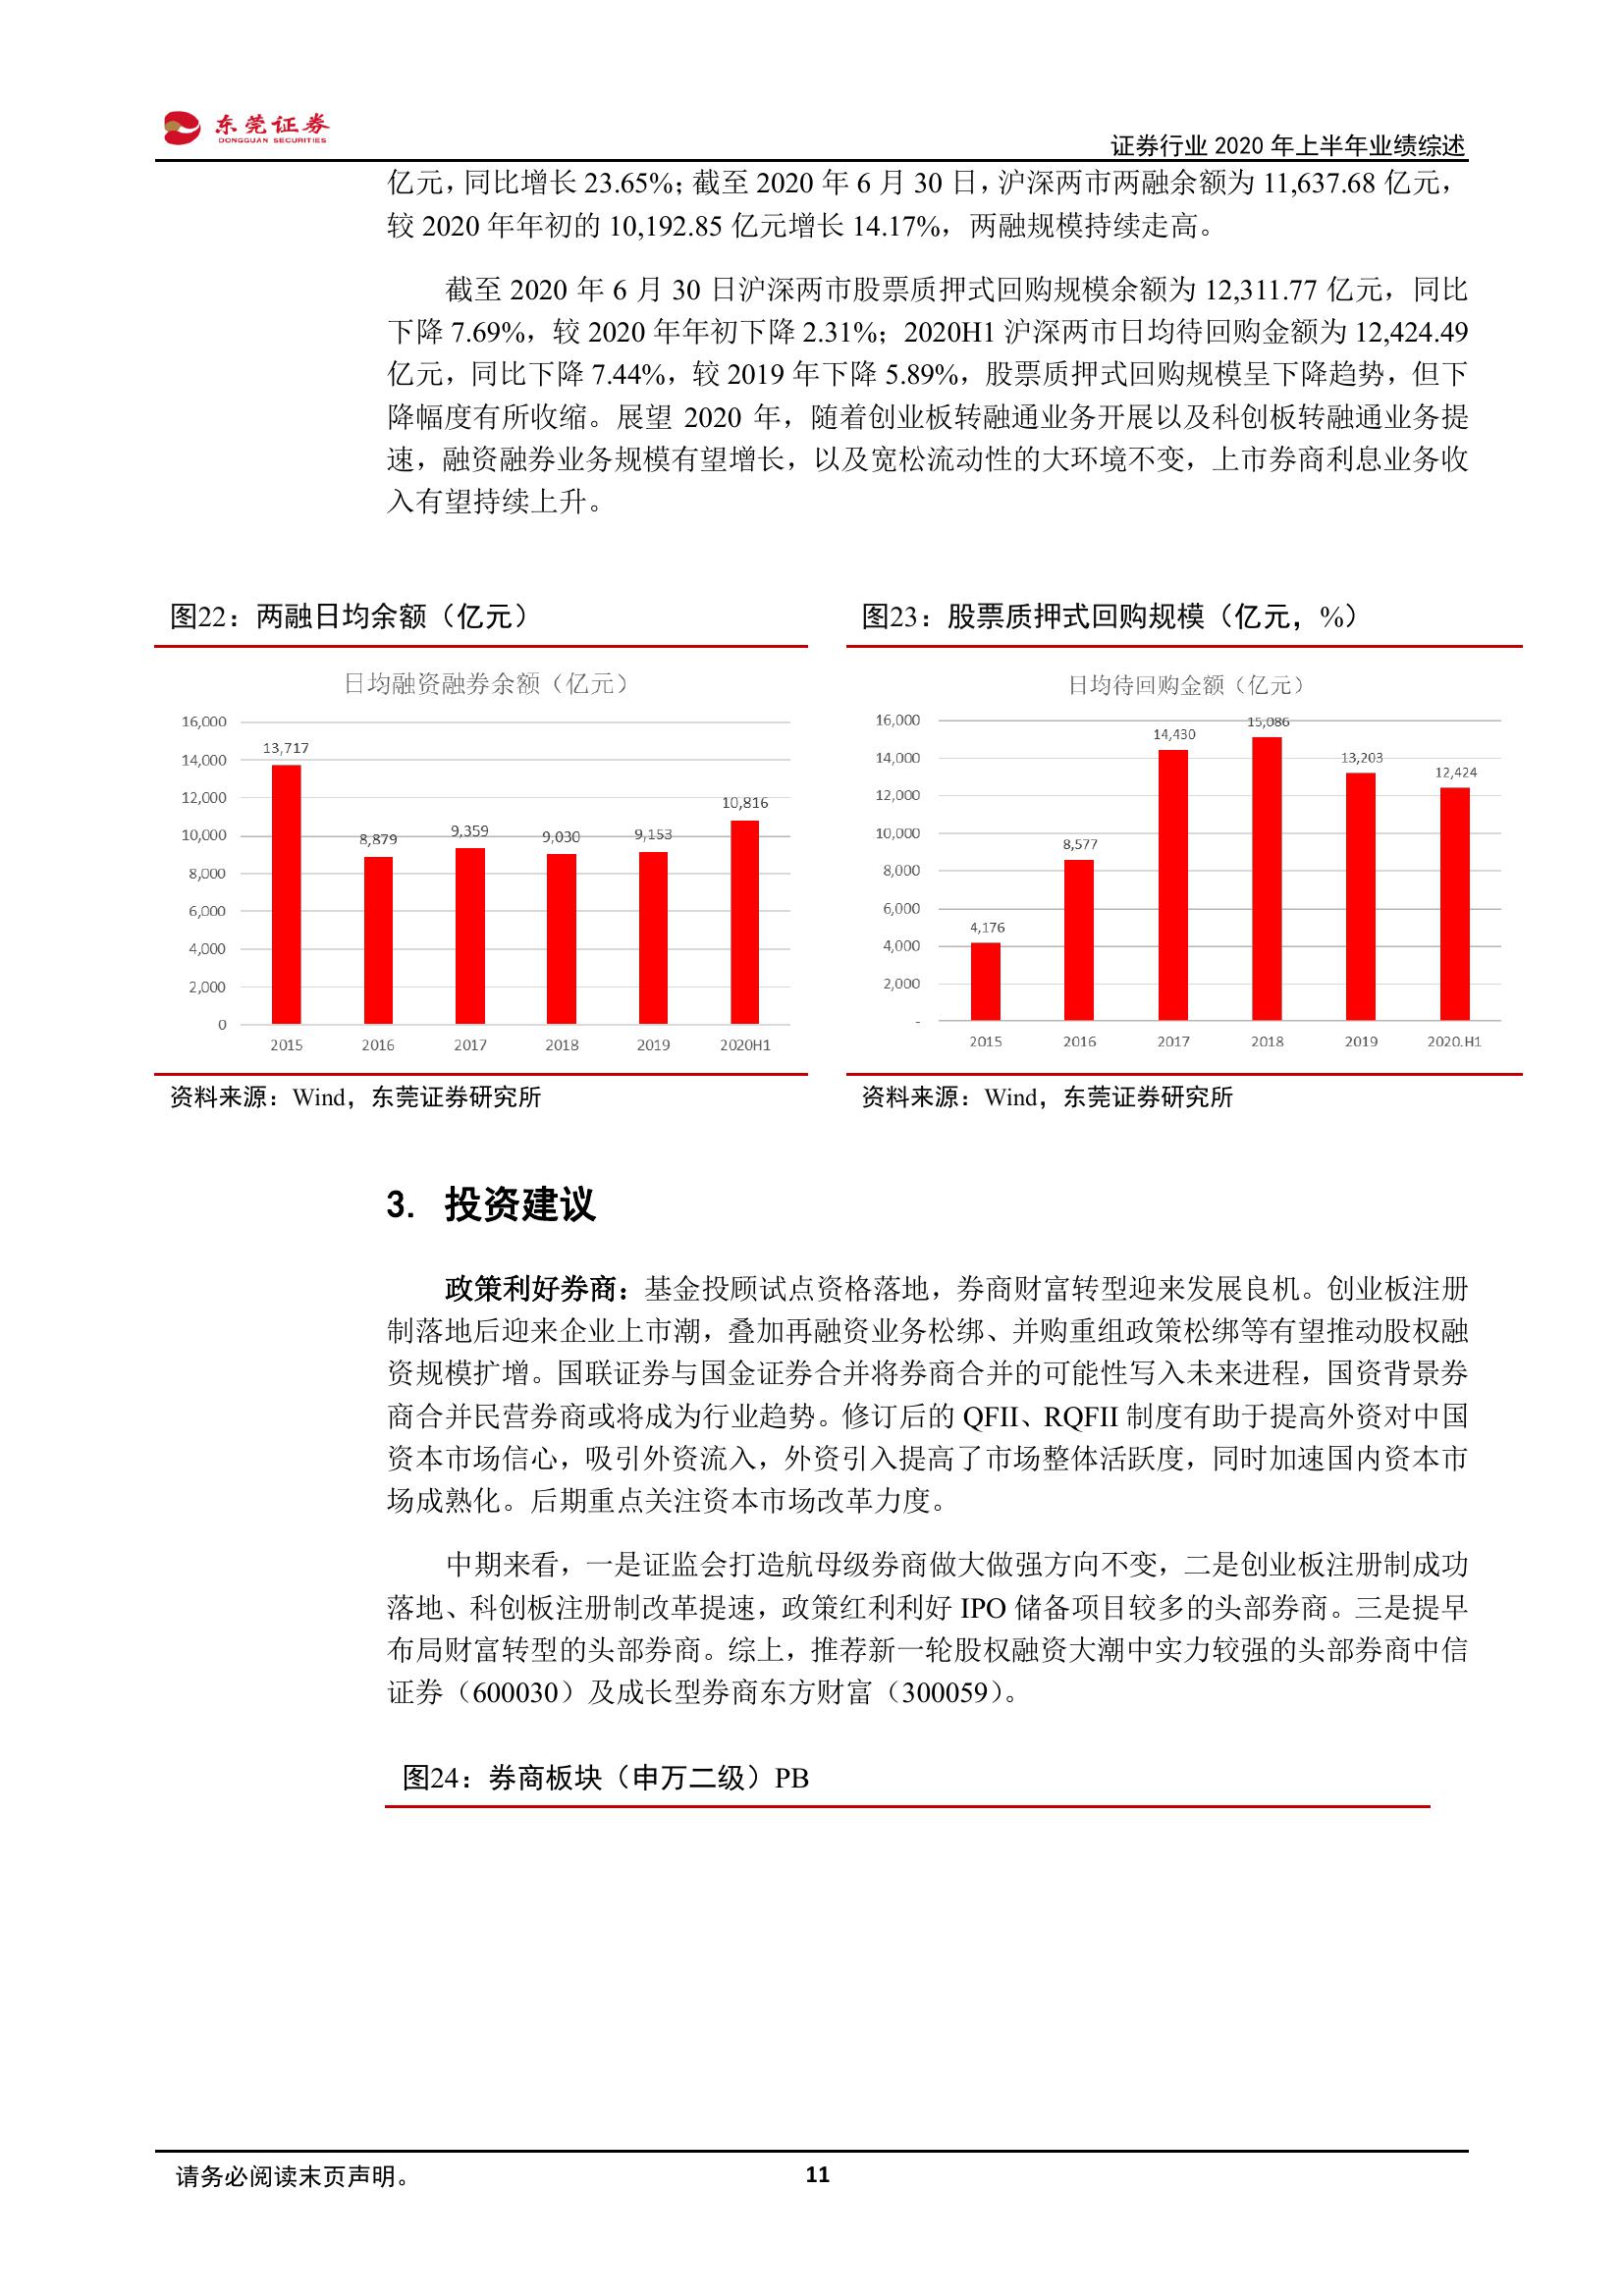 东莞证券
DONGGUAN SECURITIES
证券行业 2020 年上半年业绩综述
亿元，同比增长 23.65%；截至 2020 年 6 月 30 日，沪深两市两融余额为 11,637.68 亿元，
较 2020 年年初的 10,192.85 亿元增长 14.17%，两融规模持续走高。
截至 2020 年 6 月 30 日沪深两市股票质押式回购规模余额为 12,311.77 亿元，同比
下降 7.69%，较 2020 年年初下降 2.31%；2020H1 沪深两市日均待回购金额为 12,424.49
亿元，同比下降 7.44%，较 2019 年下降 5.89%，股票质押式回购规模呈下降趋势，但下
降幅度有所收缩。展望 2020 年，随着创业板转融通业务开展以及科创板转融通业务提
速，融资融券业务规模有望增长，以及宽松流动性的大环境不变，上市券商利息业务收
入有望持续上升。
图22：两融日均余额（亿元）
日均融资融券余额（亿元）
16,000
14,000
12,000
10,000
8,000
6,000
4,000
2,000
0
13,717
8,879
9,359
9,030
9,153
10,816
2015 2016 2017 2018 2019 2020H1
资料来源：Wind，东莞证券研究所
图23：股票质押式回购规模（亿元，%）
日均待回购金额（亿元）
16,000
14,000
12,000
10,000
8,000
6,000
4,000
2,000
-
4,176
8,577
14,430
15,086
13,203
12,424
2015 2016 2017 2018 2019 2020.H1
资料来源：Wind，东莞证券研究所
3. 投资建议
政策利好券商：基金投顾试点资格落地，券商财富转型迎来发展良机。创业板注册
制落地后迎来企业上市潮，叠加再融资业务松绑、并购重组政策松绑等有望推动股权融
资规模扩增。国联证券与国金证券合并将券商合并的可能性写入未来进程，国资背景券
商合并民营券商或将成为行业趋势。修订后的 QFII、RQFII 制度有助于提高外资对中国
资本市场信心，吸引外资流入，外资引入提高了市场整体活跃度，同时加速国内资本市
场成熟化。后期重点关注资本市场改革力度。
中期来看，一是证监会打造航母级券商做大做强方向不变，二是创业板注册制成功
落地、科创板注册制改革提速，政策红利利好 IPO 储备项目较多的头部券商。三是提早
布局财富转型的头部券商。综上，推荐新一轮股权融资大潮中实力较强的头部券商中信
证券（600030）及成长型券商东方财富（300059）。
图24：券商板块（申万二级）PB
请务必阅读末页声明。
11